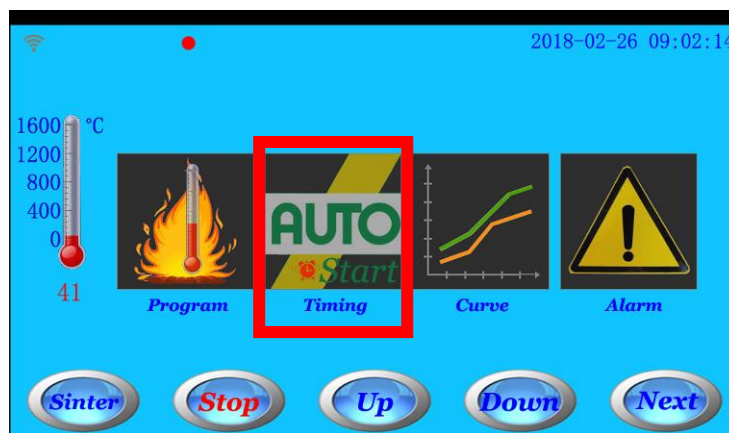 2018-02-26 09:02:14
1600 °C
1200
800
400
0
41
AUTO
Start
Program
Timing
Curve
Alarm
Sinter
Stop
Up
Down
Next